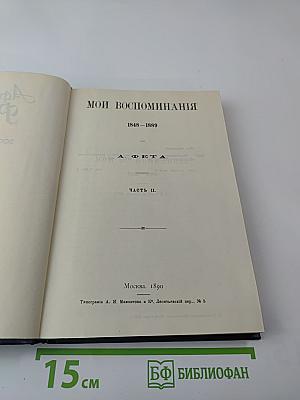 МОИ ВОСПОМИНАНІЯ
1848—1889
А. ФЕТА
ЧАСТЬ II.
Москва. 1890
Типографія А. И. Мамонтова и Ко, Леонтьевскій пер., № 5
15 см
БФ БИБЛИОФАН